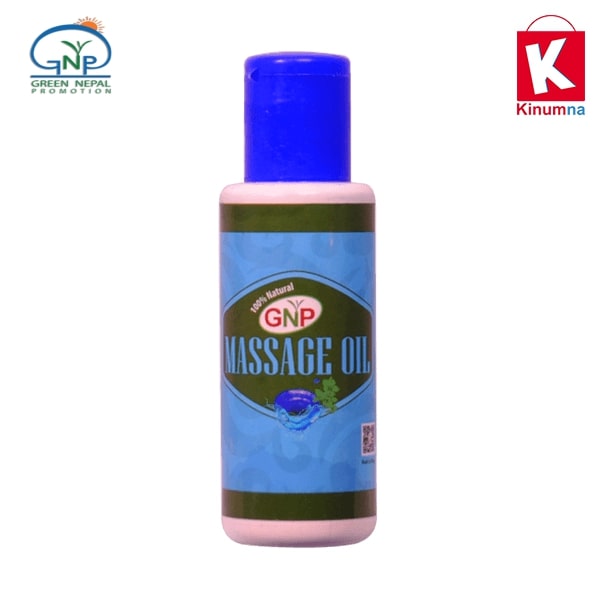 GNP
GREEN NEPAL
PROMOTION
K
Kinumna
100% Natural
GNP
MASSAGE OIL